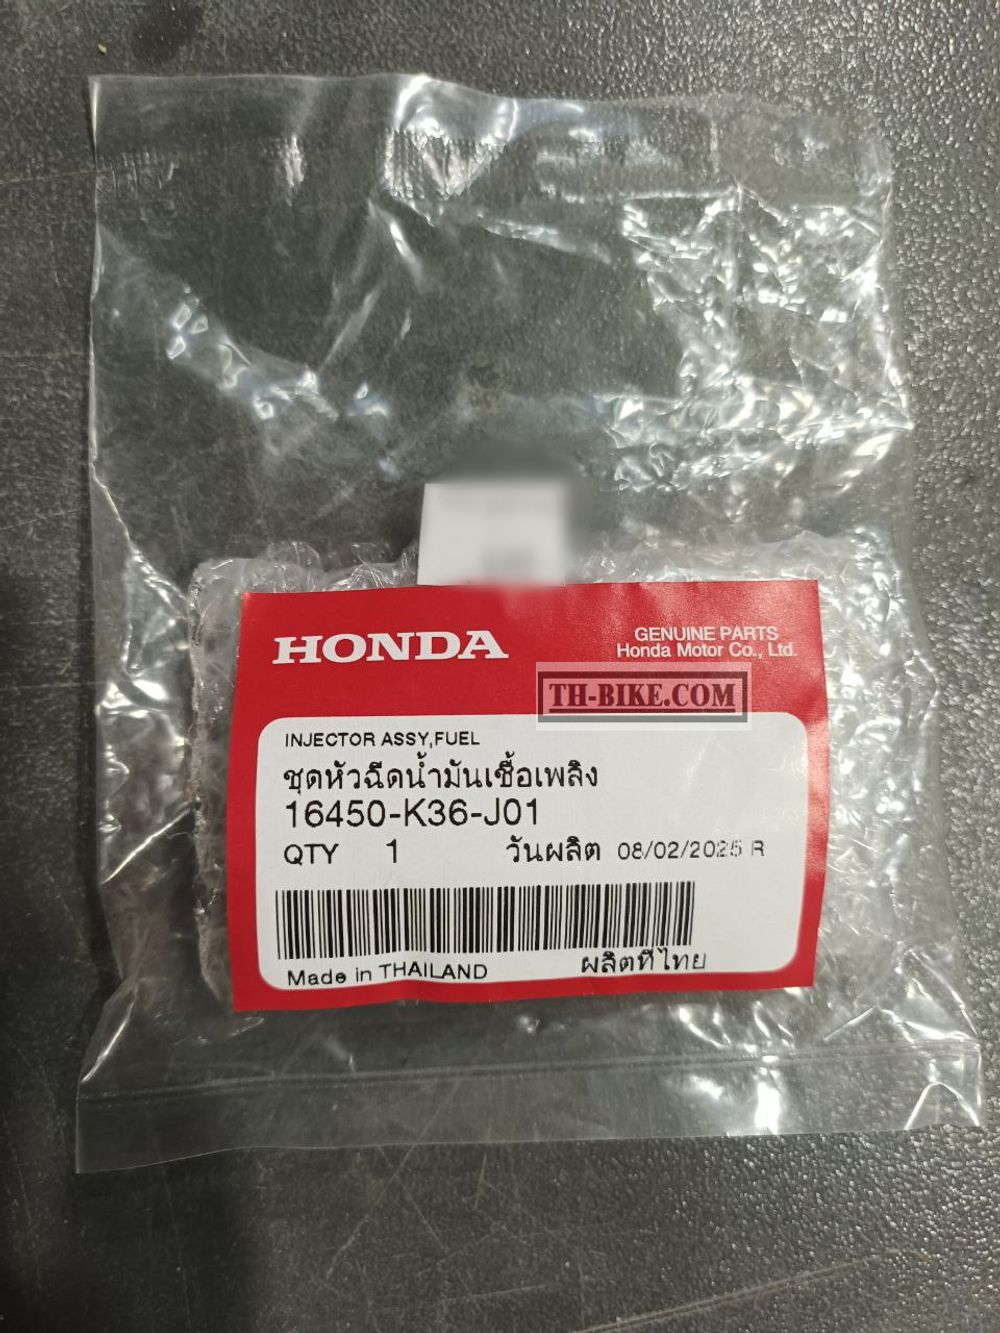 HONDA
GENUINE PARTS
Honda Motor Co., Ltd.
TH-BIKE.COM
INJECTOR ASSY,FUEL
ชุดหัวฉีดน้ำมันเชื้อเพลิง
16450-K36-J01
QTY 1 วันผลิต 08/02/2025 R
Made in THAILAND ผลิตที่ไทย